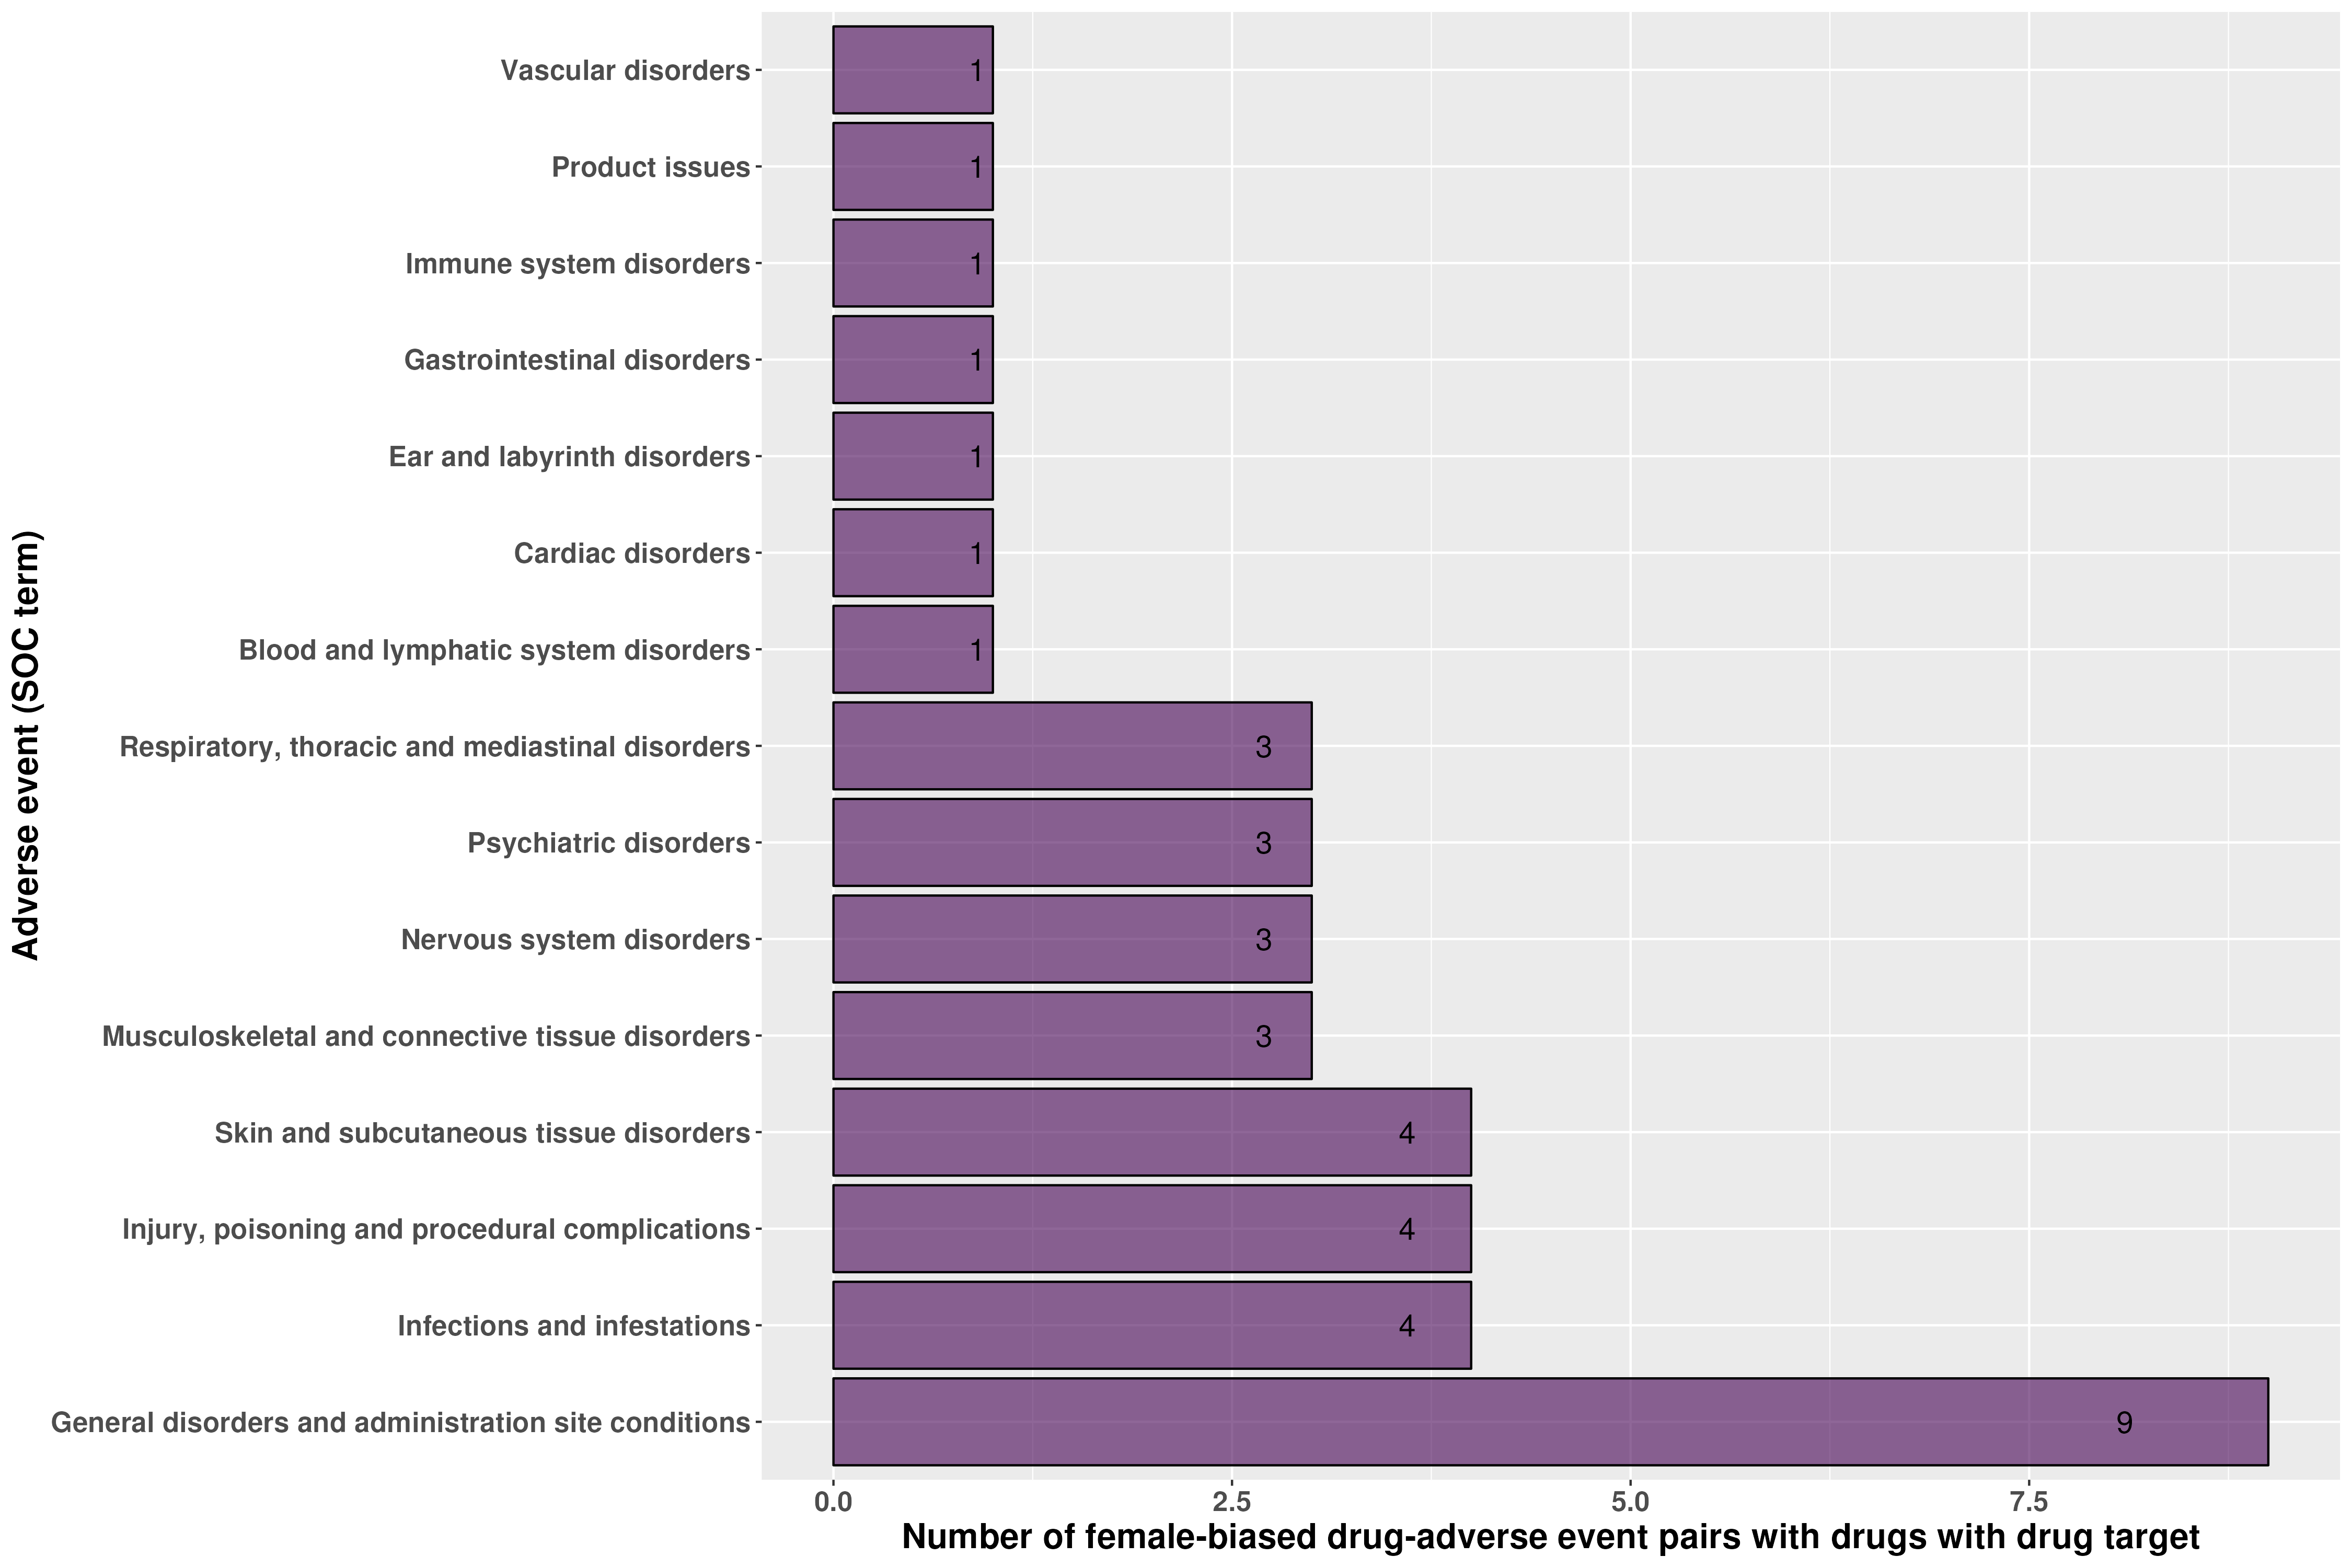 Vascular disorders 1
Product issues 1
Immune system disorders 1
Gastrointestinal disorders 1
Ear and labyrinth disorders 1
Cardiac disorders 1
Blood and lymphatic system disorders 1
Respiratory, thoracic and mediastinal disorders 3
Psychiatric disorders 3
Nervous system disorders 3
Musculoskeletal and connective tissue disorders 3
Skin and subcutaneous tissue disorders 4
Injury, poisoning and procedural complications 4
Infections and infestations 4
General disorders and administration site conditions 9
Adverse event (SOC term)
0.0 2.5 5.0 7.5
Number of female-biased drug-adverse event pairs with drugs with drug target